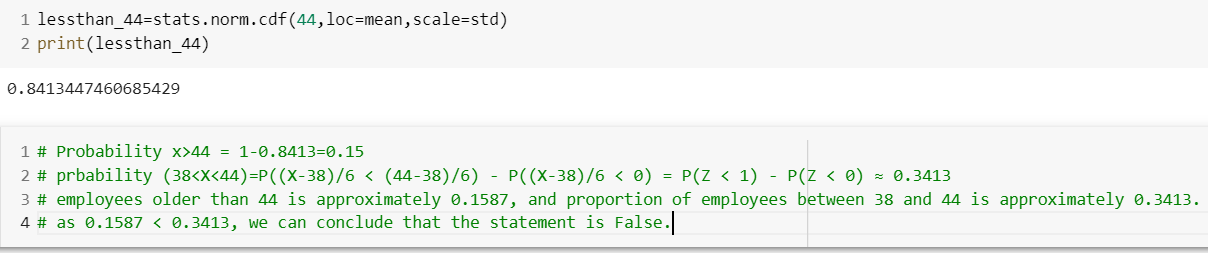 1 lessthan_44=stats.norm.cdf(44,loc=mean,scale=std)
2 print(lessthan_44)
0.8413447460685429
1 # Probability x>44 = 1-0.8413=0.15
2 # prbability (38<X<44)=P((X-38)/6 < (44-38)/6) - P((X-38)/6 < 0) = P(Z < 1) - P(Z < 0) ≈ 0.3413
3 # employees older than 44 is approximately 0.1587, and proportion of employees between 38 and 44 is approximately 0.3413.
4 # as 0.1587 < 0.3413, we can conclude that the statement is False.